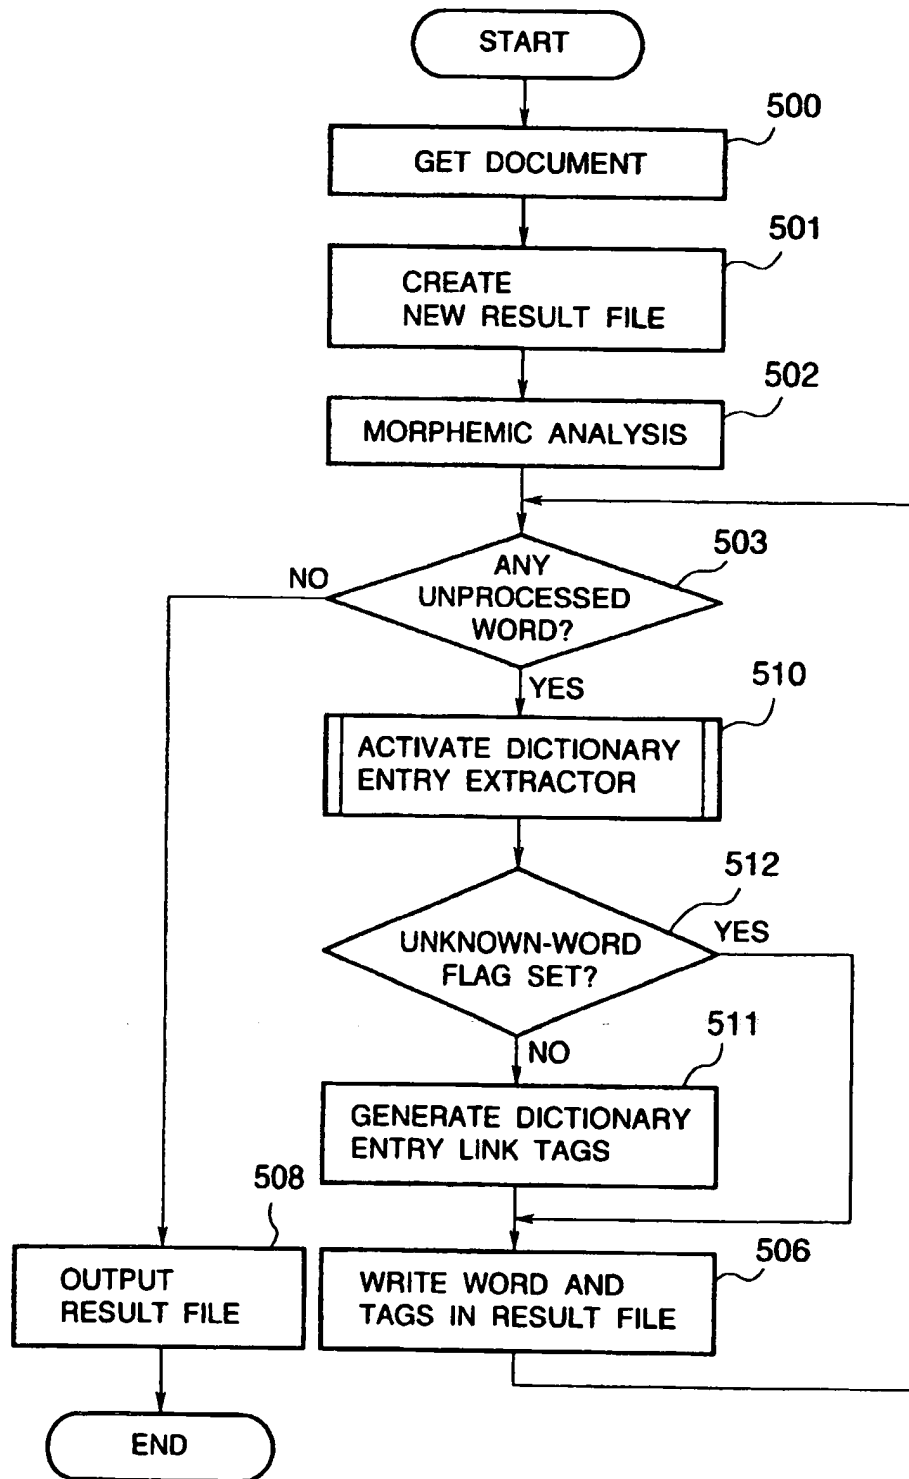 START
500
GET DOCUMENT
501
CREATE
NEW RESULT FILE
502
MORPHEMIC ANALYSIS
503
NO
ANY
UNPROCESSED
WORD?
YES
510
ACTIVATE DICTIONARY
ENTRY EXTRACTOR
512
UNKNOWN-WORD
FLAG SET?
YES
NO
511
GENERATE DICTIONARY
ENTRY LINK TAGS
508
OUTPUT
RESULT FILE
506
WRITE WORD AND
TAGS IN RESULT FILE
END